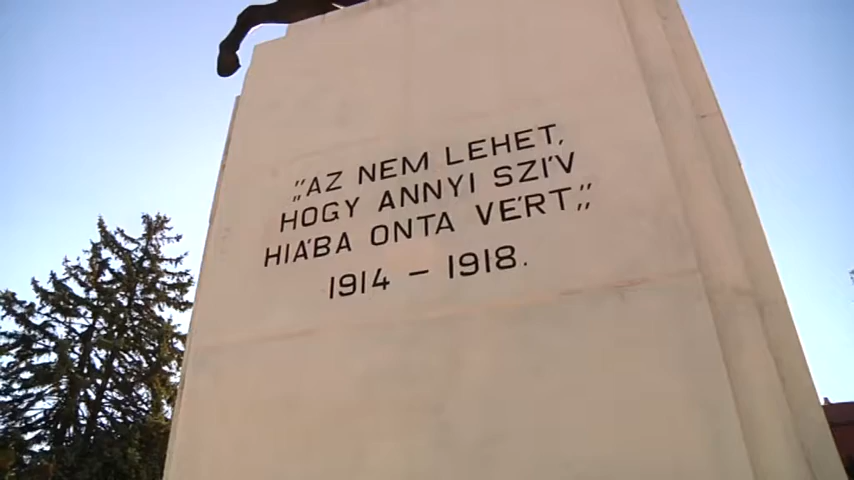 „AZ NEM LEHET,
HOGY ANNYI SZÍV
HIÁBA ONTA VÉRT„
1914 – 1918.